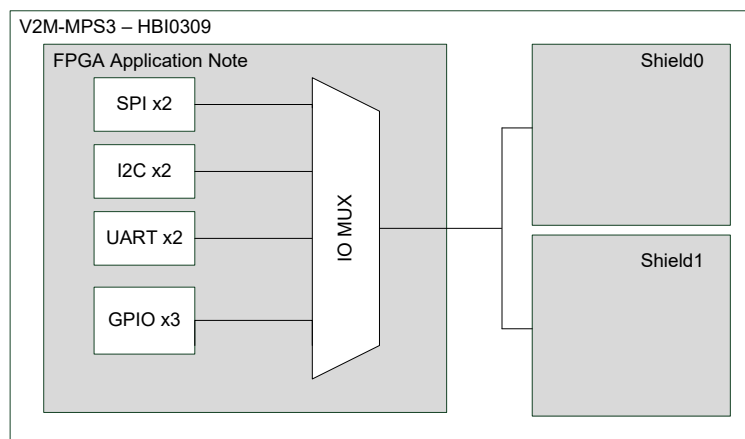 V2M-MPS3 – HBI0309
FPGA Application Note
SPI x2
I2C x2
UART x2
GPIO x3
IO MUX
Shield0
Shield1